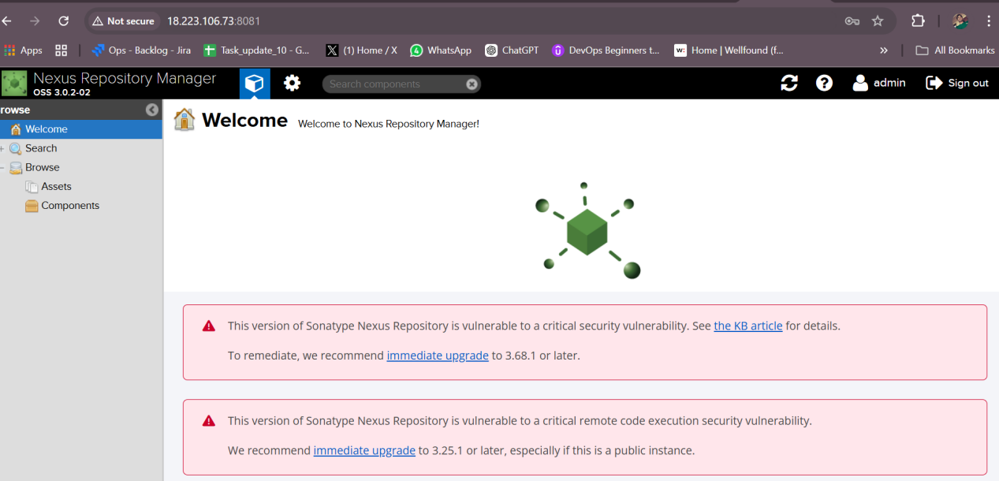 Not secure 18.223.106.73:8081
Apps Ops - Backlog - Jira Task_update_10 - G... (1) Home / X WhatsApp ChatGPT DevOps Beginners t... Home | Wellfound (f... » All Bookmarks
Nexus Repository Manager
OSS 3.0.2-02
Search components
admin Sign out
rowse
Welcome
Search
Browse
Assets
Components
Welcome Welcome to Nexus Repository Manager!
This version of Sonatype Nexus Repository is vulnerable to a critical security vulnerability. See the KB article for details.
To remediate, we recommend immediate upgrade to 3.68.1 or later.
This version of Sonatype Nexus Repository is vulnerable to a critical remote code execution security vulnerability.
We recommend immediate upgrade to 3.25.1 or later, especially if this is a public instance.